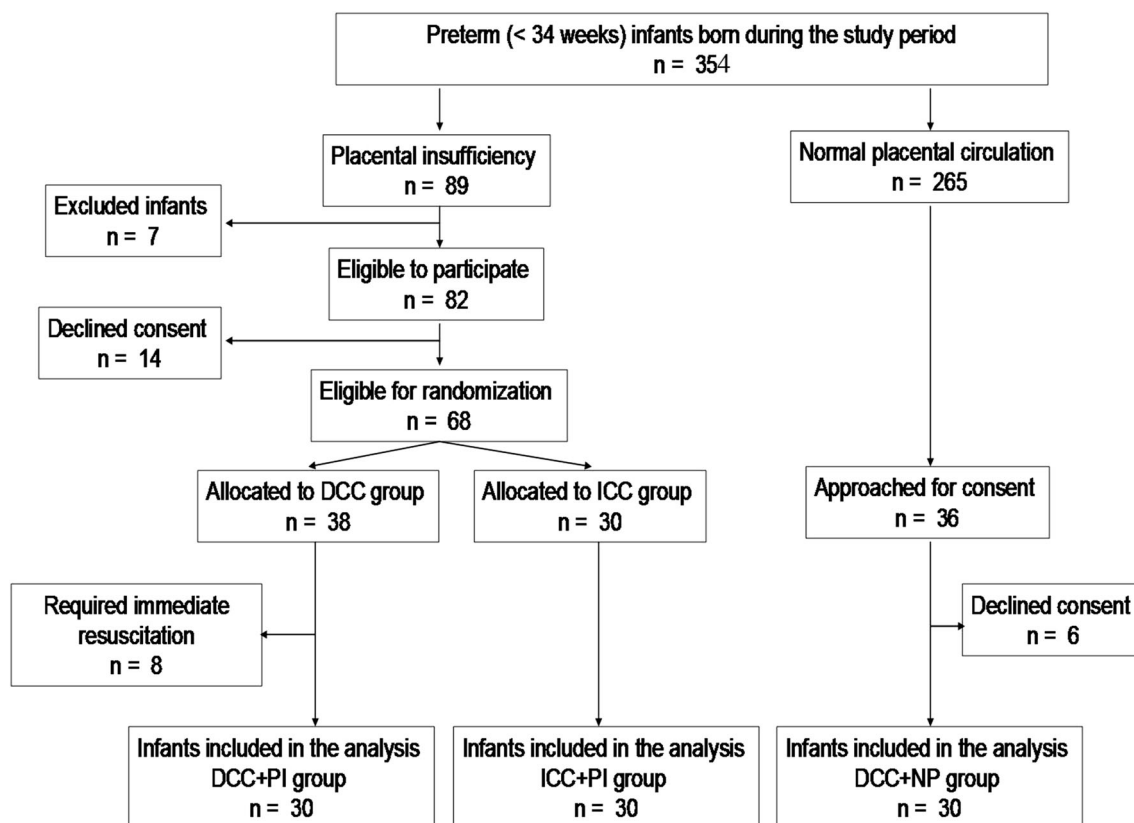 Preterm (< 34 weeks) infants born during the study period
n = 354
Placental insufficiency
n = 89
Normal placental circulation
n = 265
Excluded infants
n = 7
Eligible to participate
n = 82
Declined consent
n = 14
Eligible for randomization
n = 68
Allocated to DCC group
n = 38
Allocated to ICC group
n = 30
Approached for consent
n = 36
Required immediate
resuscitation
n = 8
Declined consent
n = 6
Infants included in the analysis
DCC+PI group
n = 30
Infants included in the analysis
ICC+PI group
n = 30
Infants included in the analysis
DCC+NP group
n = 30